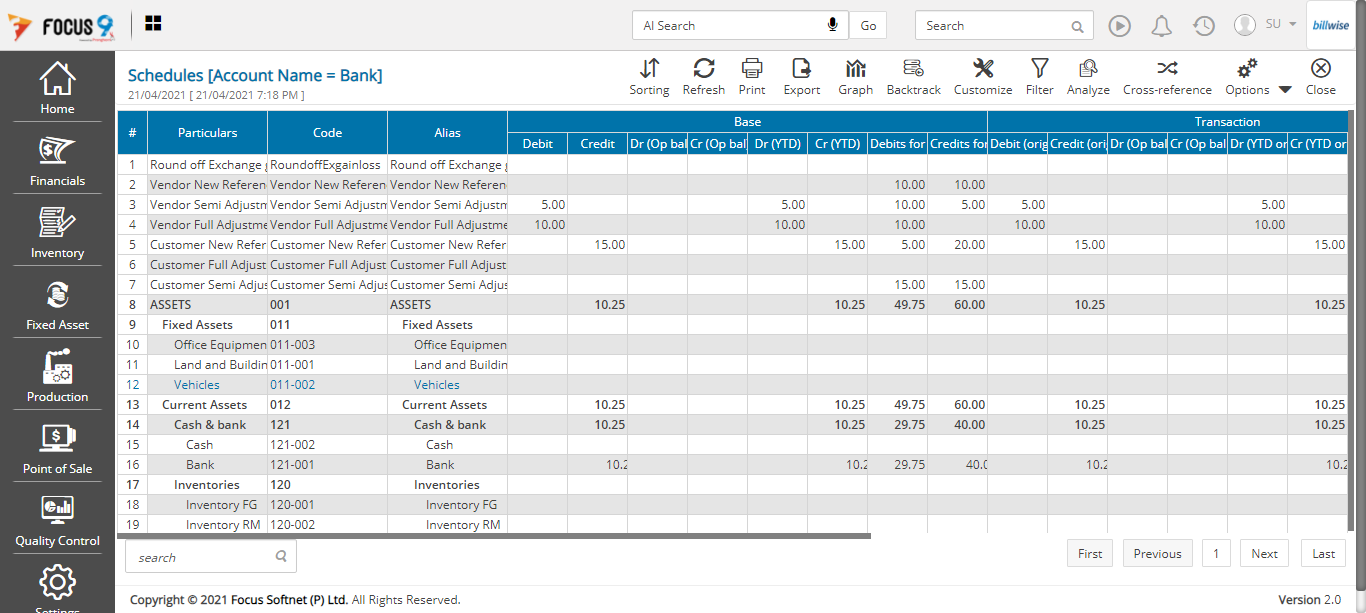 FOCUS 9
AI Search
Go
Search
SU
billwise
Schedules [Account Name = Bank]
21/04/2021 [ 21/04/2021 7:18 PM ]
Sorting Refresh Print Export Graph Backtrack Customize Filter Analyze Cross-reference Options Close
Home
Financials
Inventory
Fixed Asset
Production
Point of Sale
Quality Control
Settings
# Particulars Code Alias Base Transaction
Debit Credit Dr (Op bal Cr (Op bal Dr (YTD) Cr (YTD) Debits for Credits for Debit (orig Credit (ori Dr (Op bal Cr (Op bal Dr (YTD or Cr (YTD or
1 Round off Exchange g RoundoffExgainloss Round off Exchange g
2 Vendor New Referen Vendor New Referen Vendor New Referen 10.00 10.00
3 Vendor Semi Adjustm Vendor Semi Adjustm Vendor Semi Adjustm 5.00 5.00 10.00 5.00 5.00 5.00
4 Vendor Full Adjustme Vendor Full Adjustme Vendor Full Adjustme 10.00 10.00 10.00 10.00 10.00
5 Customer New Refer Customer New Refer Customer New Refer 15.00 15.00 5.00 20.00 15.00 15.00
6 Customer Full Adjust Customer Full Adjust Customer Full Adjust
7 Customer Semi Adjus Customer Semi Adjus Customer Semi Adjus 15.00 15.00
8 ASSETS 001 ASSETS 10.25 10.25 49.75 60.00 10.25 10.25
9 Fixed Assets 011 Fixed Assets
10 Office Equipmen 011-003 Office Equipmen
11 Land and Buildin 011-001 Land and Buildin
12 Vehicles 011-002 Vehicles
13 Current Assets 012 Current Assets 10.25 10.25 49.75 60.00 10.25 10.25
14 Cash & bank 121 Cash & bank 10.25 10.25 29.75 40.00 10.25 10.25
15 Cash 121-002 Cash
16 Bank 121-001 Bank 10.2 10.2 29.75 40.0 10.2 10.2
17 Inventories 120 Inventories
18 Inventory FG 120-001 Inventory FG
19 Inventory RM 120-002 Inventory RM
search
First Previous 1 Next Last
Copyright © 2021 Focus Softnet (P) Ltd. All Rights Reserved.
Version 2.0